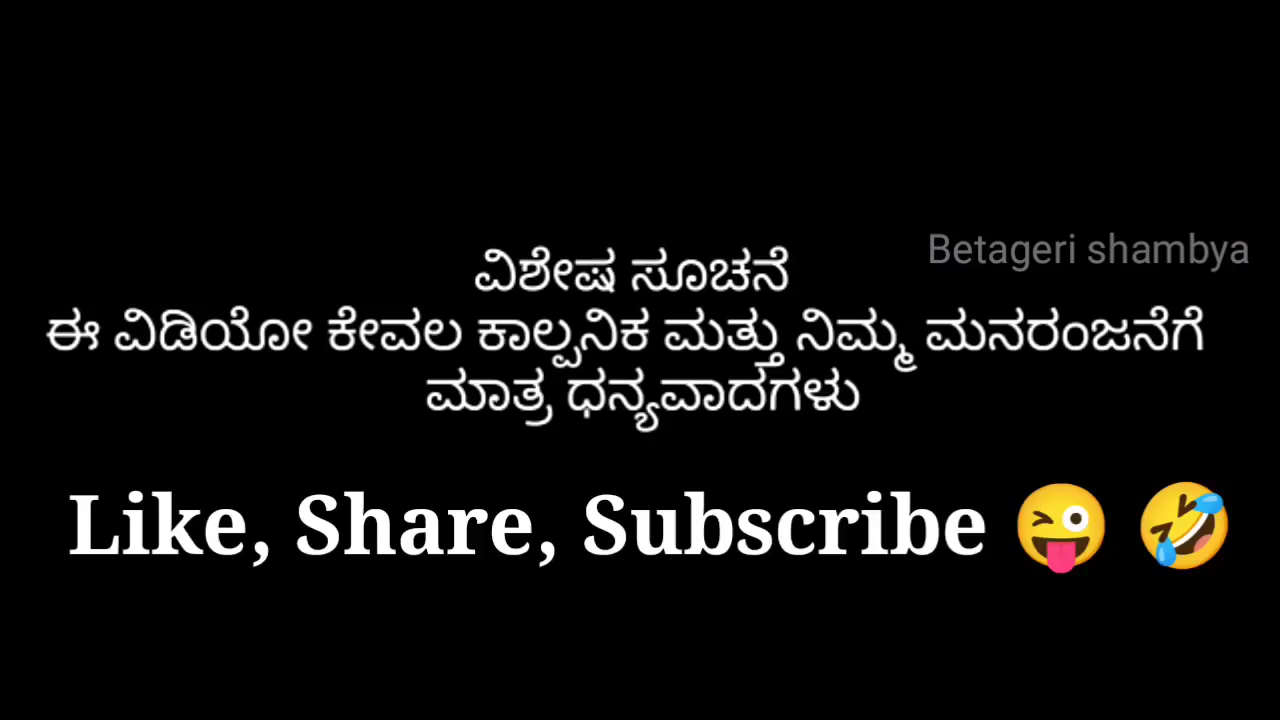 Betageri shambya
ವಿಶೇಷ ಸೂಚನೆ
ಈ ವಿಡಿಯೋ ಕೇವಲ ಕಾಲ್ಪನಿಕ ಮತ್ತು ನಿಮ್ಮ ಮನರಂಜನೆಗೆ
ಮಾತ್ರ ಧನ್ಯವಾದಗಳು
Like, Share, Subscribe 😜 🤣